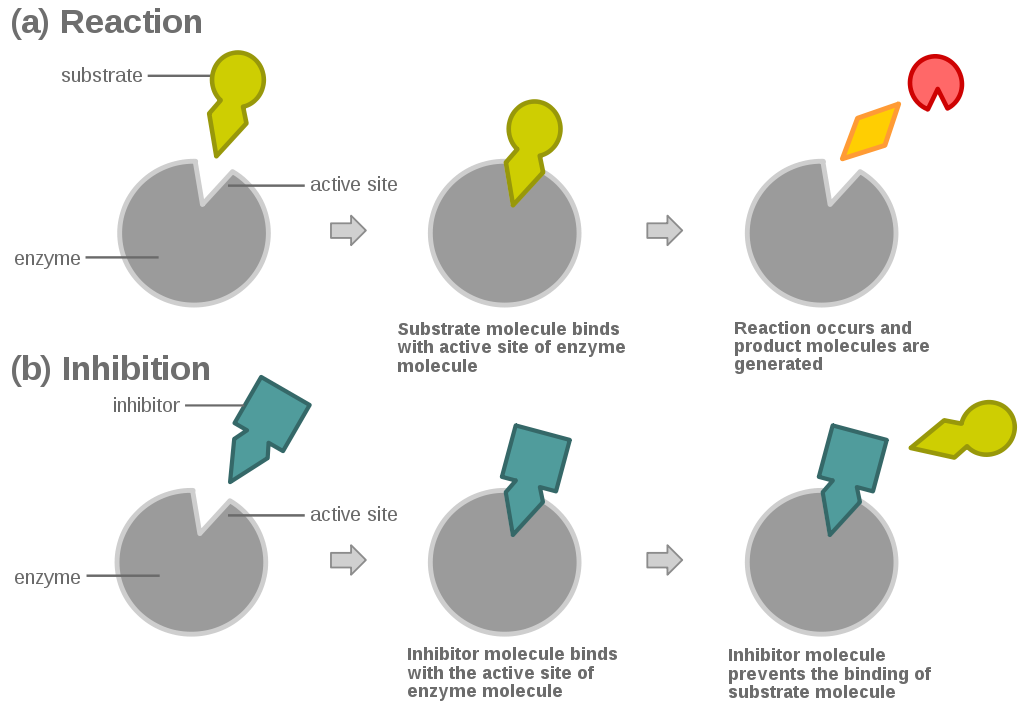 (a) Reaction
substrate
active site
enzyme
Substrate molecule binds
with active site of enzyme
molecule
Reaction occurs and
product molecules are
generated
(b) Inhibition
inhibitor
active site
enzyme
Inhibitor molecule binds
with the active site of
enzyme molecule
Inhibitor molecule
prevents the binding of
substrate molecule